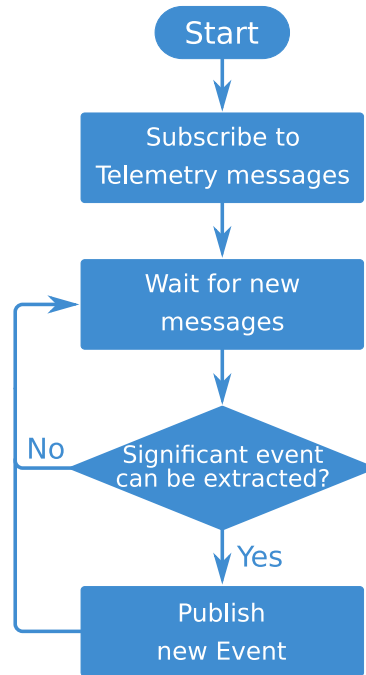 Start
Subscribe to
Telemetry messages
Wait for new
messages
Significant event
can be extracted?
No
Yes
Publish
new Event